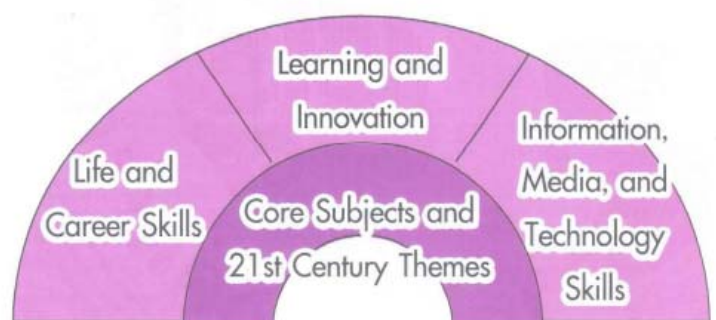 Learning and
Innovation
Life and
Career Skills
Information,
Media, and
Technology
Skills
Core Subjects and
21st Century Themes